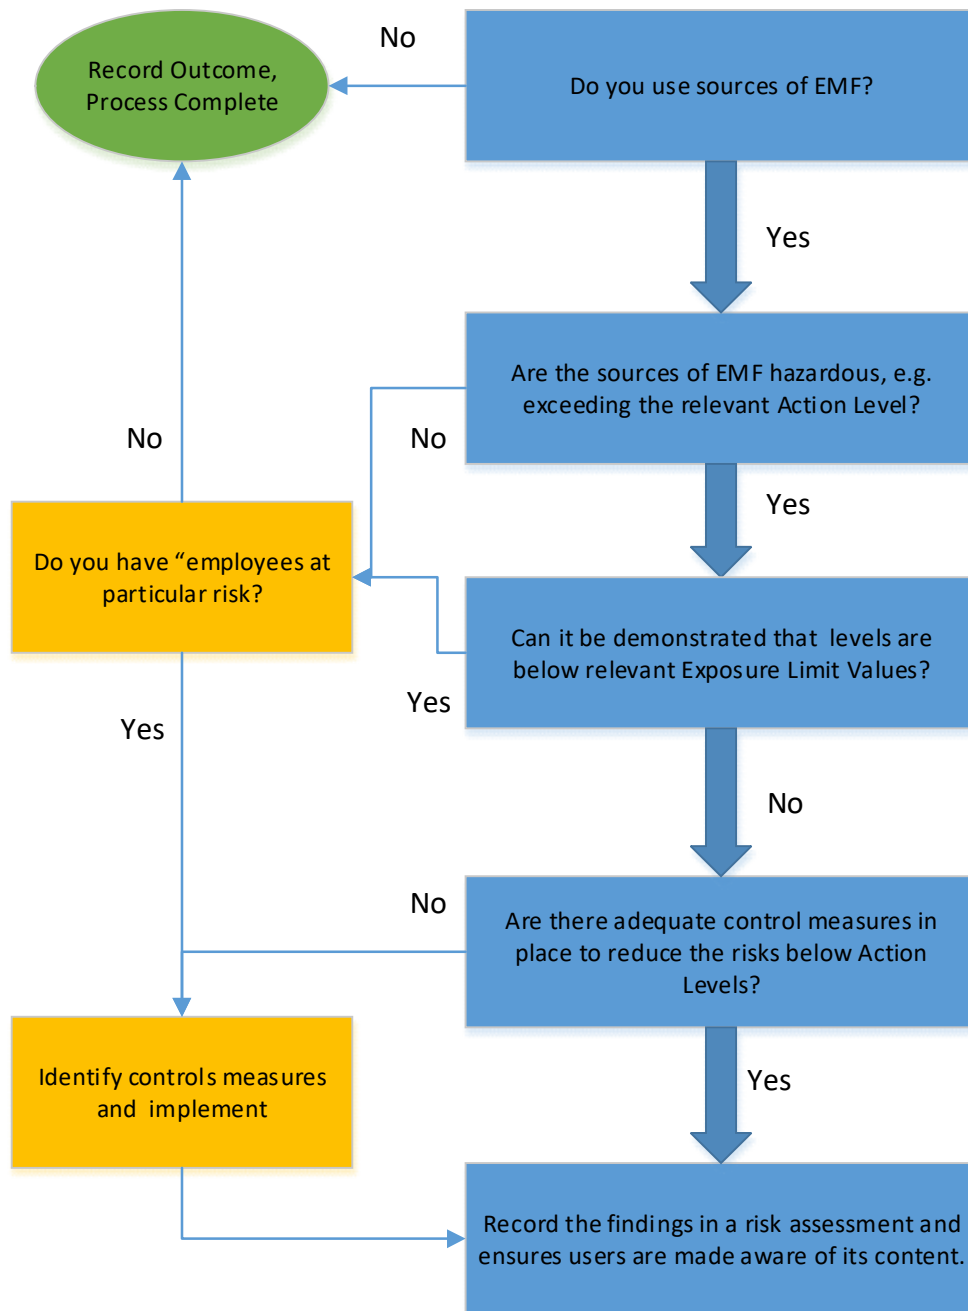 No
Record Outcome,
Process Complete
Do you use sources of EMF?
Yes
Are the sources of EMF hazardous, e.g.
exceeding the relevant Action Level?
No
No
Yes
Do you have “employees at
particular risk?
Can it be demonstrated that levels are
below relevant Exposure Limit Values?
Yes
Yes
No
No
Are there adequate control measures in
place to reduce the risks below Action
Levels?
Identify controls measures
and implement
Yes
Record the findings in a risk assessment and
ensures users are made aware of its content.